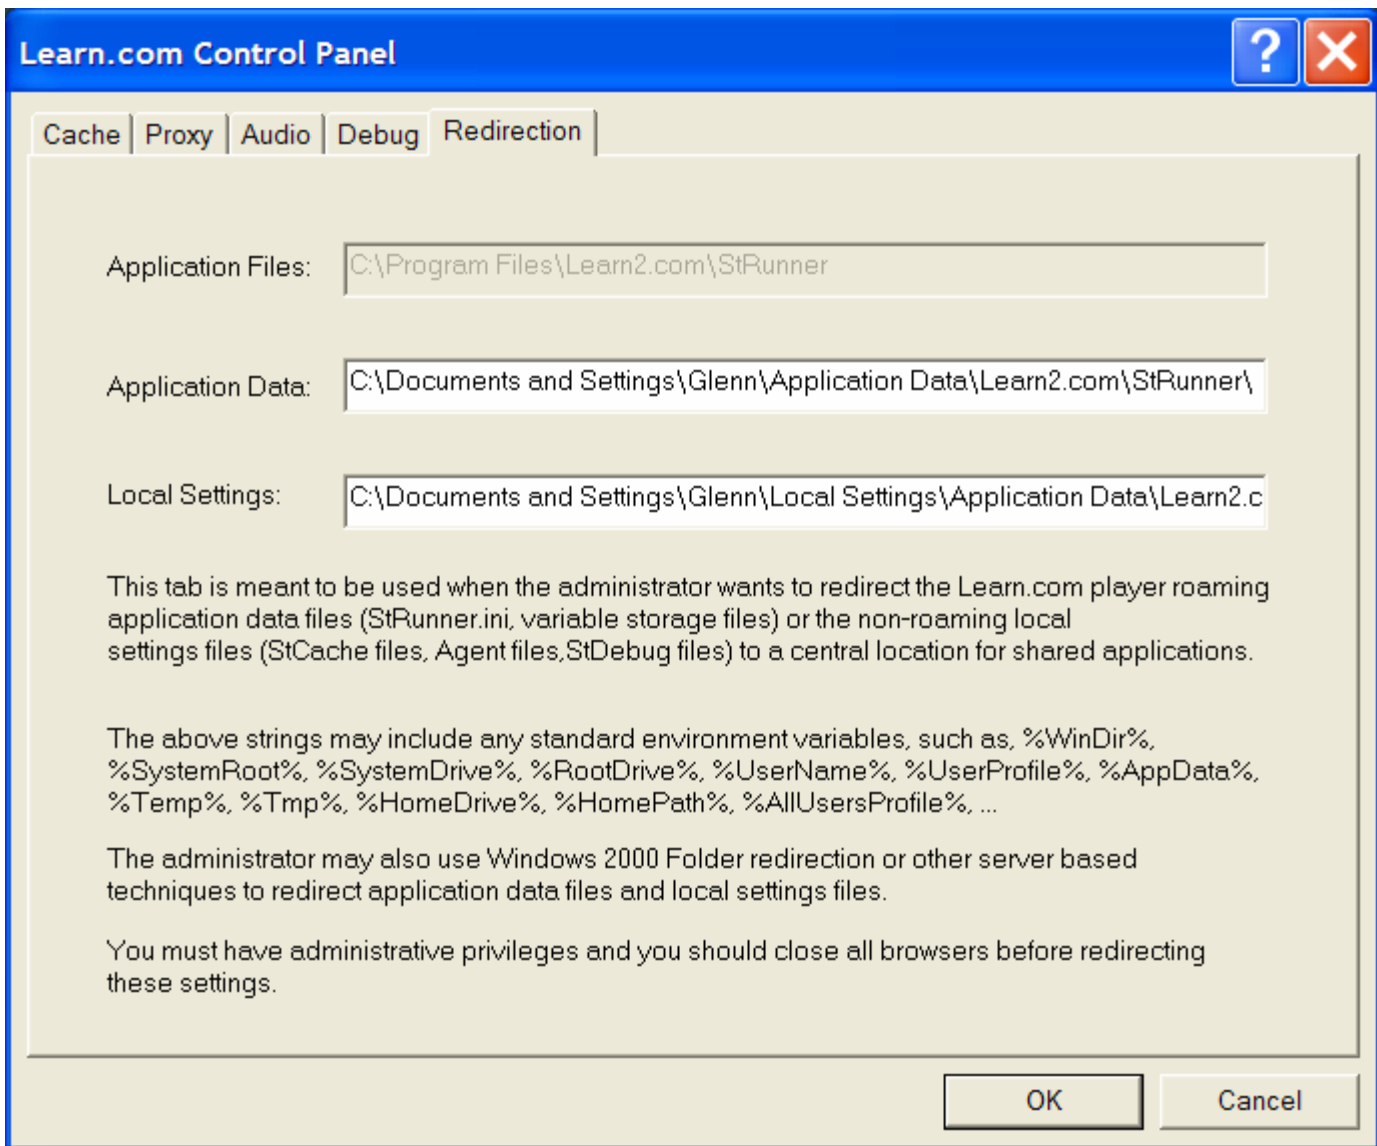 Learn.com Control Panel
?
Cache Proxy Audio Debug Redirection
Application Files: C:\Program Files\Learn2.com\StRunner
Application Data: C:\Documents and Settings\Glenn\Application Data\Learn2.com\StRunner\
Local Settings: C:\Documents and Settings\Glenn\Local Settings\Application Data\Learn2.c
This tab is meant to be used when the administrator wants to redirect the Learn.com player roaming
application data files (StRunner.ini, variable storage files) or the non-roaming local
settings files (StCache files, Agent files,StDebug files) to a central location for shared applications.
The above strings may include any standard environment variables, such as, %WinDir%,
%SystemRoot%, %SystemDrive%, %RootDrive%, %UserName%, %UserProfile%, %AppData%,
%Temp%, %Tmp%, %HomeDrive%, %HomePath%, %AllUsersProfile%, ...
The administrator may also use Windows 2000 Folder redirection or other server based
techniques to redirect application data files and local settings files.
You must have administrative privileges and you should close all browsers before redirecting
these settings.
OK Cancel